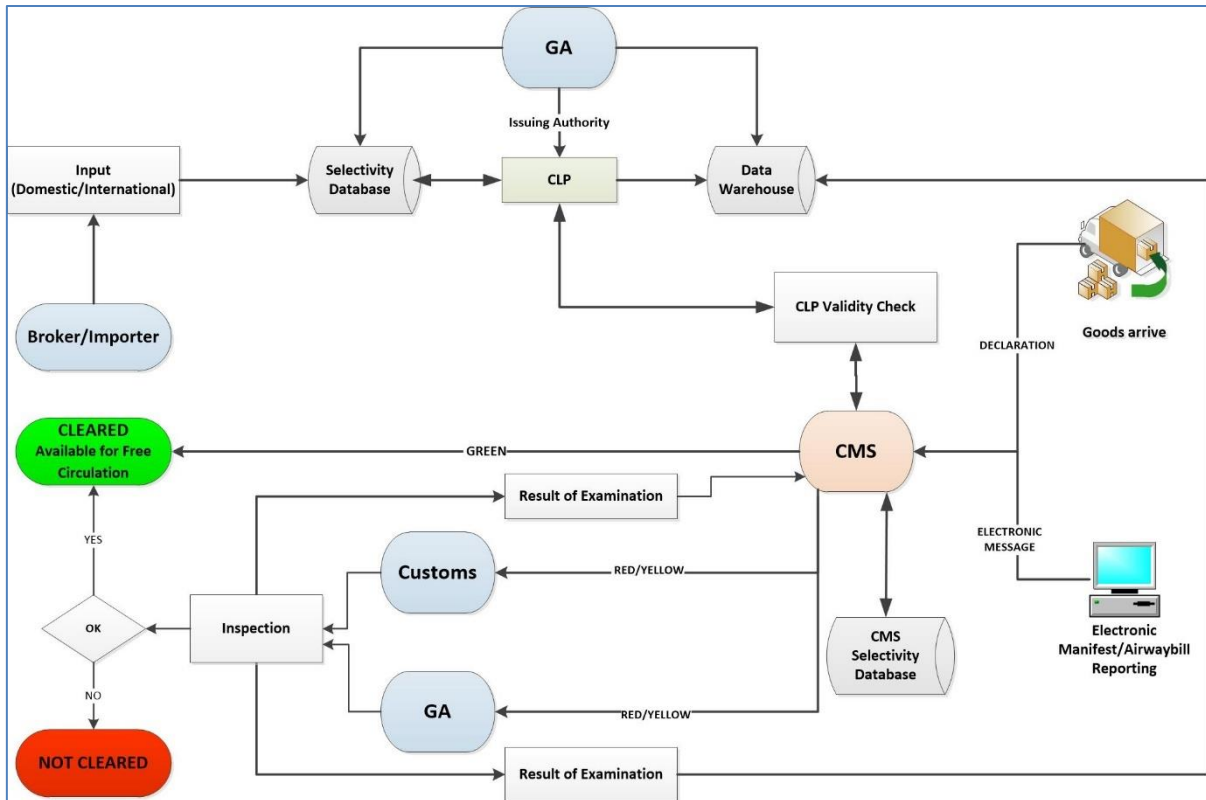 GA
Issuing Authority
Input
(Domestic/International)
Selectivity
Database
CLP
Data
Warehouse
Broker/Importer
CLP Validity Check
Goods arrive
DECLARATION
CLEARED
Available for Free
Circulation
GREEN
CMS
Result of Examination
ELECTRONIC
MESSAGE
YES
Customs
RED/YELLOW
OK
Inspection
CMS
Selectivity
Database
Electronic
Manifest/Airwaybill
Reporting
NO
GA
RED/YELLOW
NOT CLEARED
Result of Examination